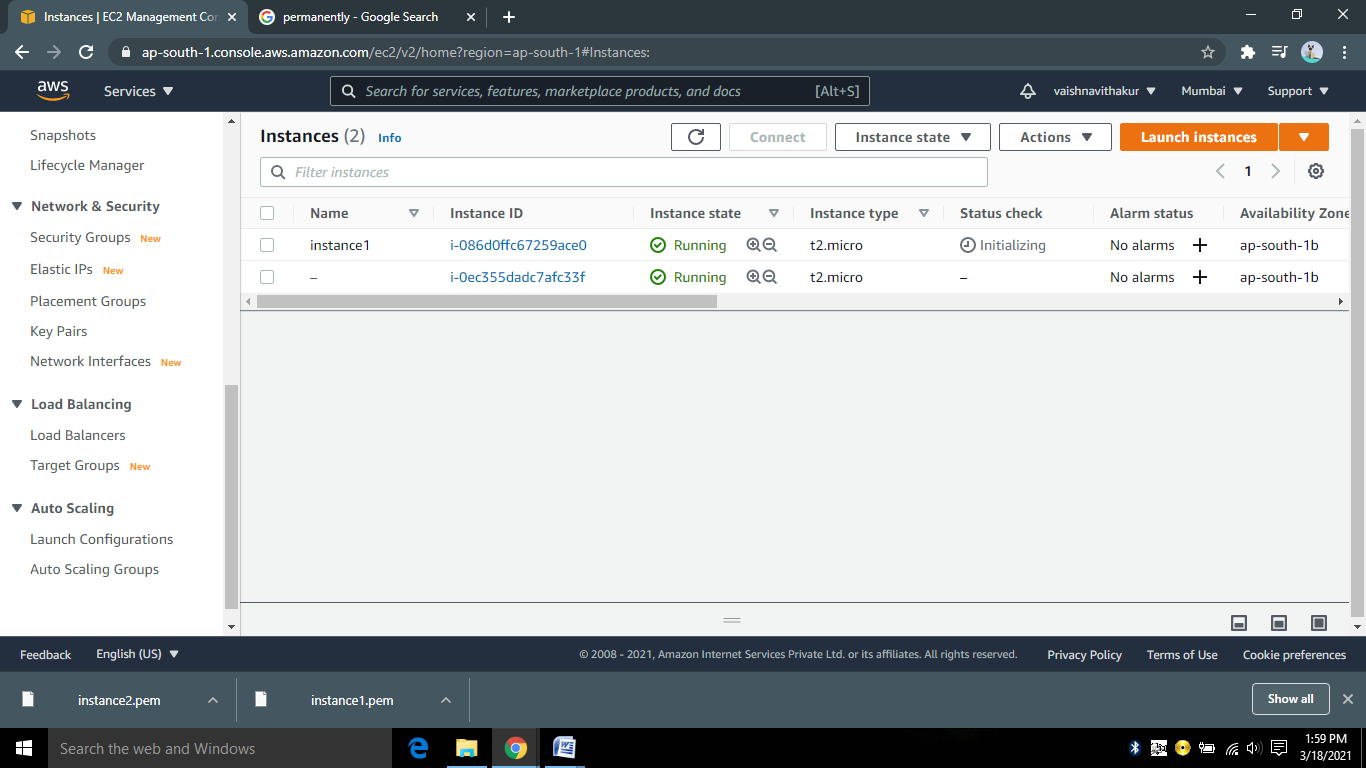 Instances | EC2 Management Con
permanently - Google Search
ap-south-1.console.aws.amazon.com/ec2/v2/home?region=ap-south-1#Instances:
aws
Services
Search for services, features, marketplace products, and docs
[Alt+S]
vaishnavithakur
Mumbai
Support
Snapshots
Lifecycle Manager
Network & Security
Security Groups New
Elastic IPs New
Placement Groups
Key Pairs
Network Interfaces New
Load Balancing
Load Balancers
Target Groups New
Auto Scaling
Launch Configurations
Auto Scaling Groups
Instances (2) Info
Connect
Instance state
Actions
Launch instances
Filter instances
1
Name Instance ID Instance state Instance type Status check Alarm status Availability Zone
instance1 i-086d0ffc67259ace0 Running t2.micro Initializing No alarms + ap-south-1b
– i-0ec355dadc7afc33f Running t2.micro – No alarms + ap-south-1b
Feedback
English (US)
© 2008 - 2021, Amazon Internet Services Private Ltd. or its affiliates. All rights reserved.
Privacy Policy
Terms of Use
Cookie preferences
instance2.pem
instance1.pem
Show all
Search the web and Windows
1:59 PM
3/18/2021